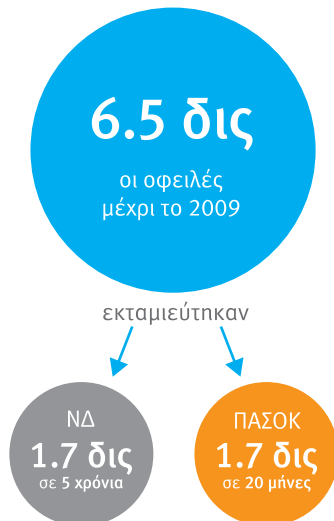 6.5 δις
οι οφειλές
μέχρι το 2009
εκταμιεύτηκαν
ΝΔ
1.7 δις
σε 5 χρόνια
ΠΑΣΟΚ
1.7 δις
σε 20 μήνες